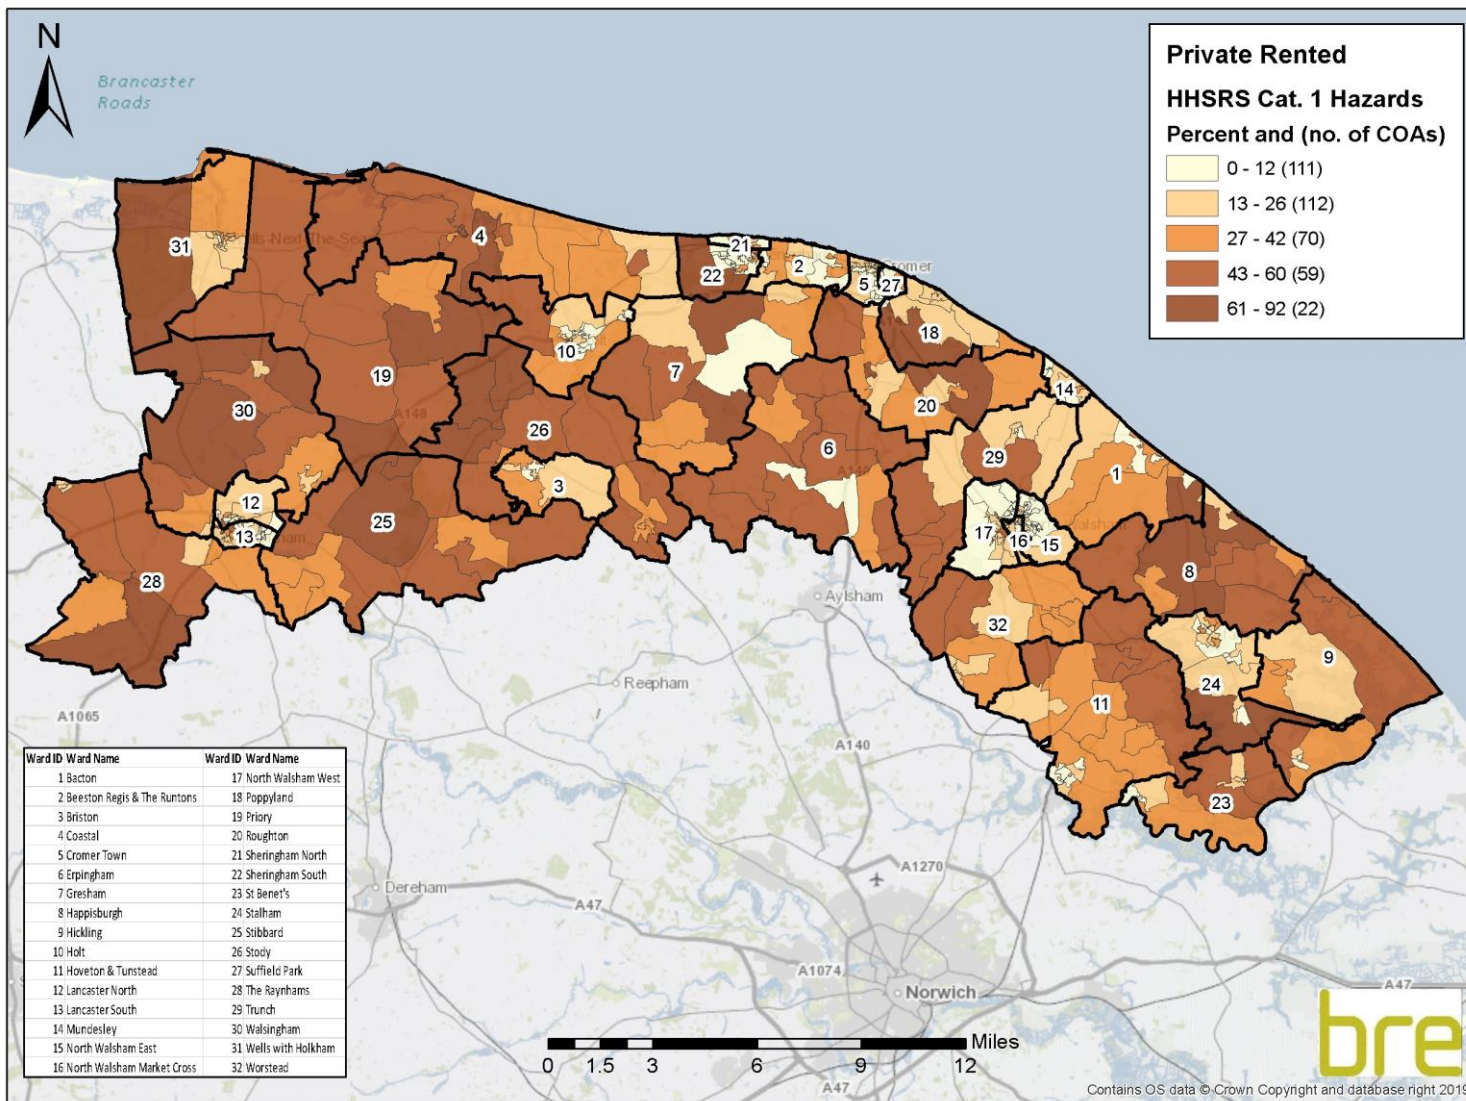 N
Brancaster
Roads
Private Rented
HHSRS Cat. 1 Hazards
Percent and (no. of COAs)
0 - 12 (111)
13 - 26 (112)
27 - 42 (70)
43 - 60 (59)
61 - 92 (22)
31
4
21
22
2
Cromer
5
27
18
10
7
19
14
20
30
26
A148
6
29
1
3
12
25
13
17
16
15
28
8
Aylsham
32
9
Reepham
24
11
A1065
A140
23
A1270
Dereham
A47
A1074
Norwich
A47
A47
Ward ID Ward Name Ward ID Ward Name
1 Bacton 17 North Walsham West
2 Beeston Regis & The Runtons 18 Poppyland
3 Briston 19 Priory
4 Coastal 20 Roughton
5 Cromer Town 21 Sheringham North
6 Erpingham 22 Sheringham South
7 Gresham 23 St Benet's
8 Happisburgh 24 Stalham
9 Hickling 25 Stibbard
10 Holt 26 Stody
11 Hoveton & Tunstead 27 Suffield Park
12 Lancaster North 28 The Raynhams
13 Lancaster South 29 Trunch
14 Mundesley 30 Walsingham
15 North Walsham East 31 Wells with Holkham
16 North Walsham Market Cross 32 Worstead
Miles
0 1.5 3 6 9 12
bre
Contains OS data © Crown Copyright and database right 2019